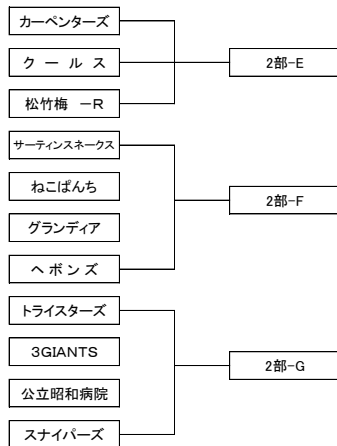 カーペンターズ
ク ー ル ス
2部-E
松竹梅 -R
サーティンスネークス
ねこぱんち
2部-F
グランディア
ヘ ボ ン ズ
トライスターズ
3GIANTS
2部-G
公立昭和病院
スナイパーズ